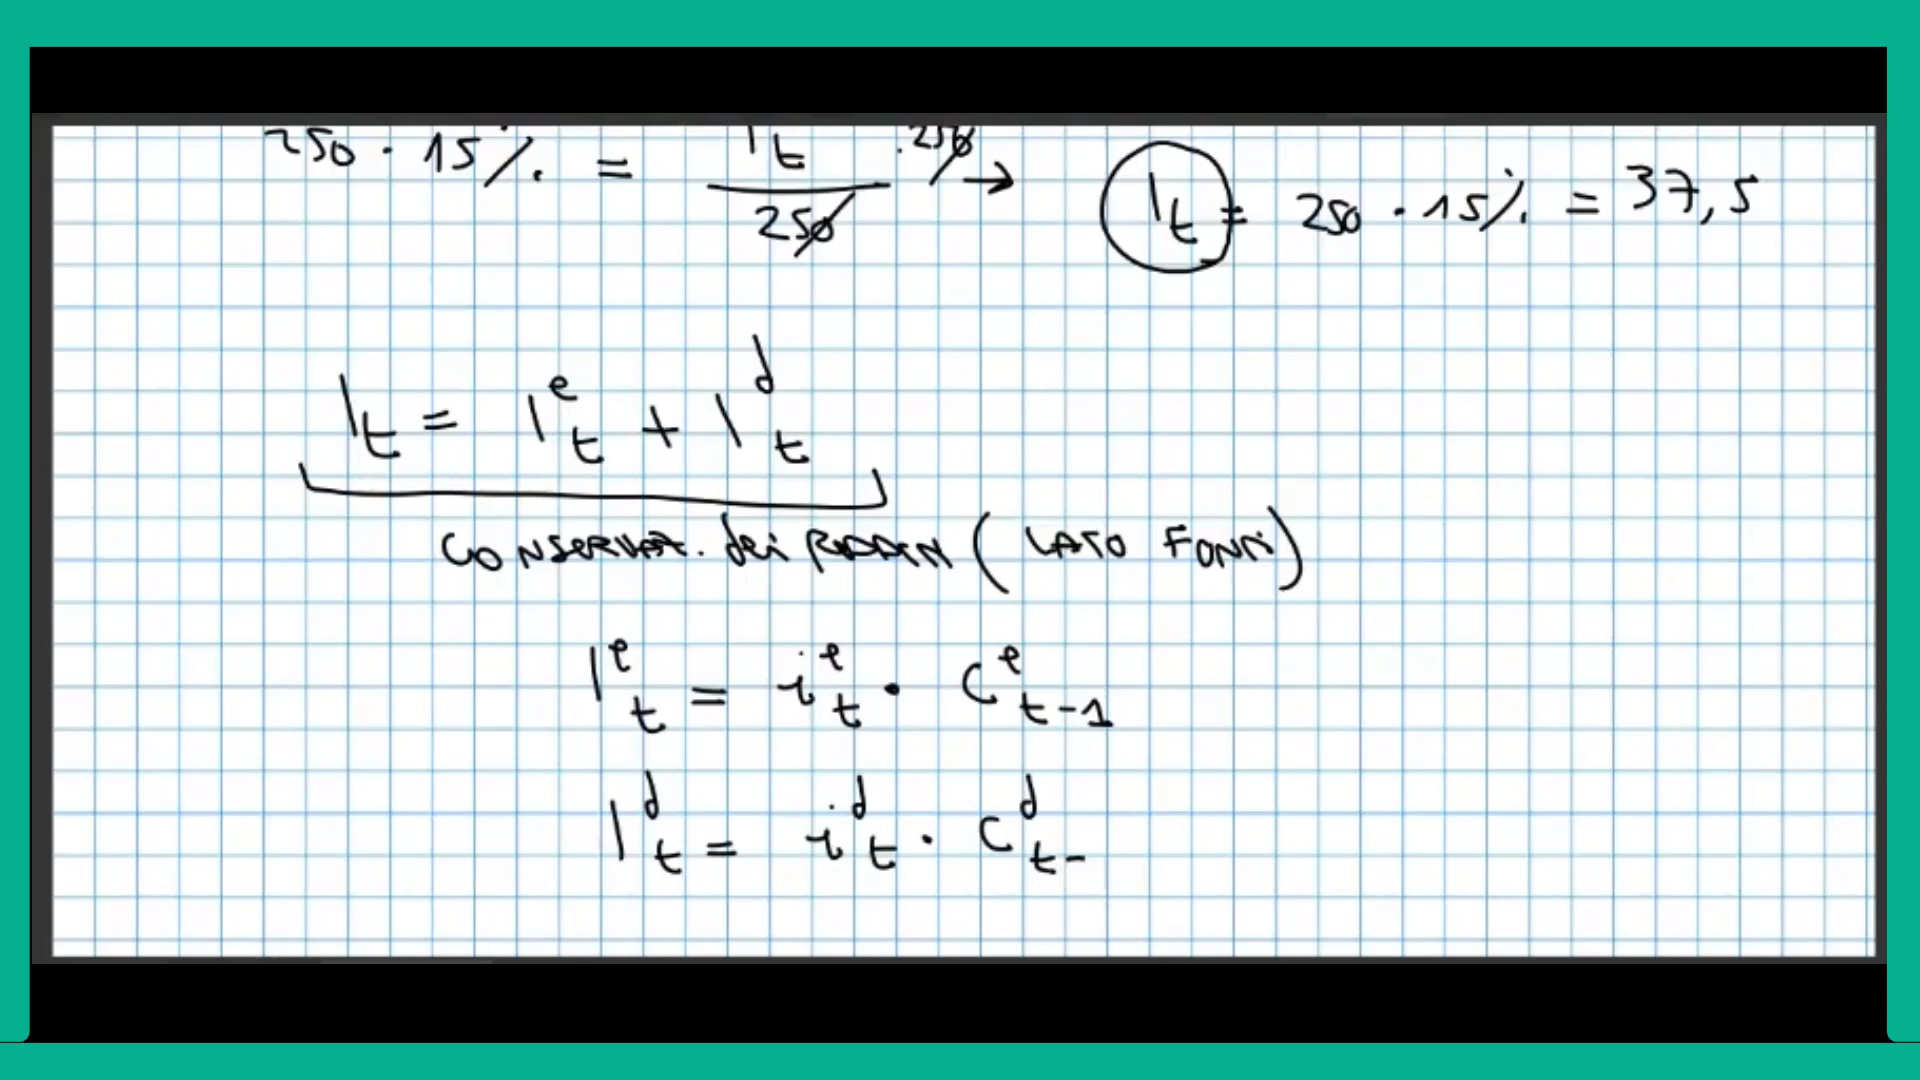 250 · 15% = I_t / 250 · 250 → I_t = 250 · 15% = 37,5
I_t = I^e_t + I^d_t
CONSERVAZ. dei REDDITI (LATO FONTI)
I^e_t = i^e_t · C^e_t-1
I^d_t = i^d_t · C^d_t-